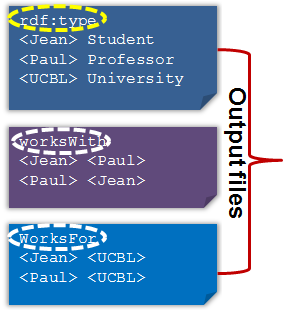 rdf:type
<Jean> Student
<Paul> Professor
<UCBL> University
worksWith
<Jean> <Paul>
<Paul> <Jean>
WorksFor
<Jean> <UCBL>
<Paul> <UCBL>
Output files